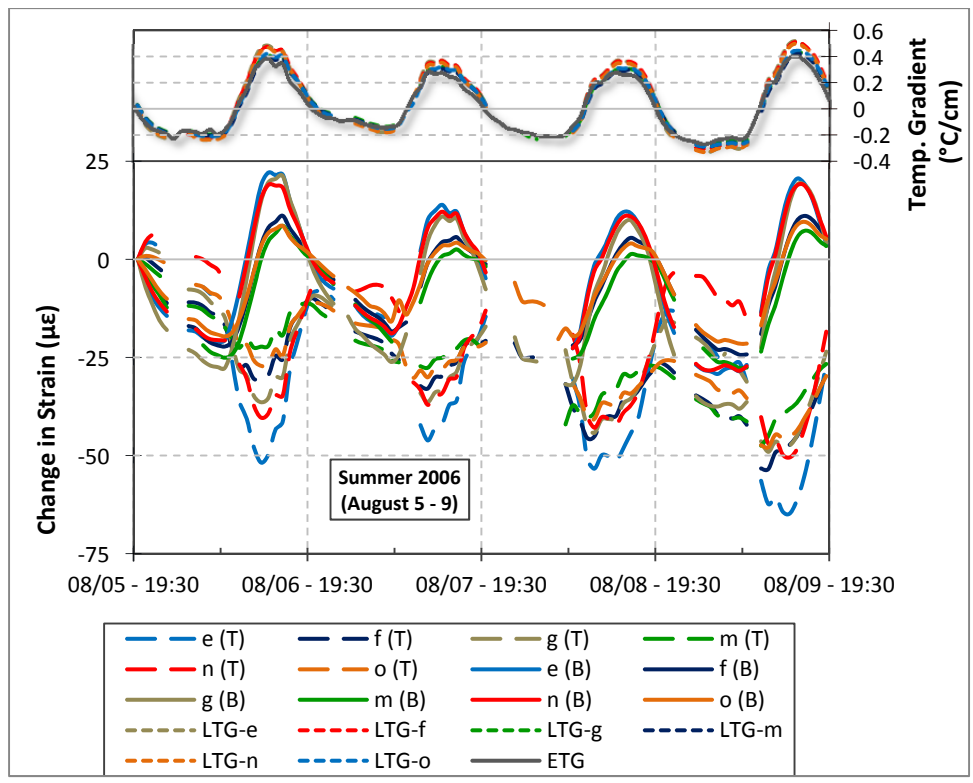 0.6
0.4
0.2
0
-0.2
-0.4
Temp. Gradient
(°C/cm)
25
0
-25
-50
-75
Change in Strain (με)
Summer 2006
(August 5 - 9)
08/05 - 19:30 08/06 - 19:30 08/07 - 19:30 08/08 - 19:30 08/09 - 19:30
e (T) f (T) g (T) m (T)
n (T) o (T) e (B) f (B)
g (B) m (B) n (B) o (B)
LTG-e LTG-f LTG-g LTG-m
LTG-n LTG-o ETG